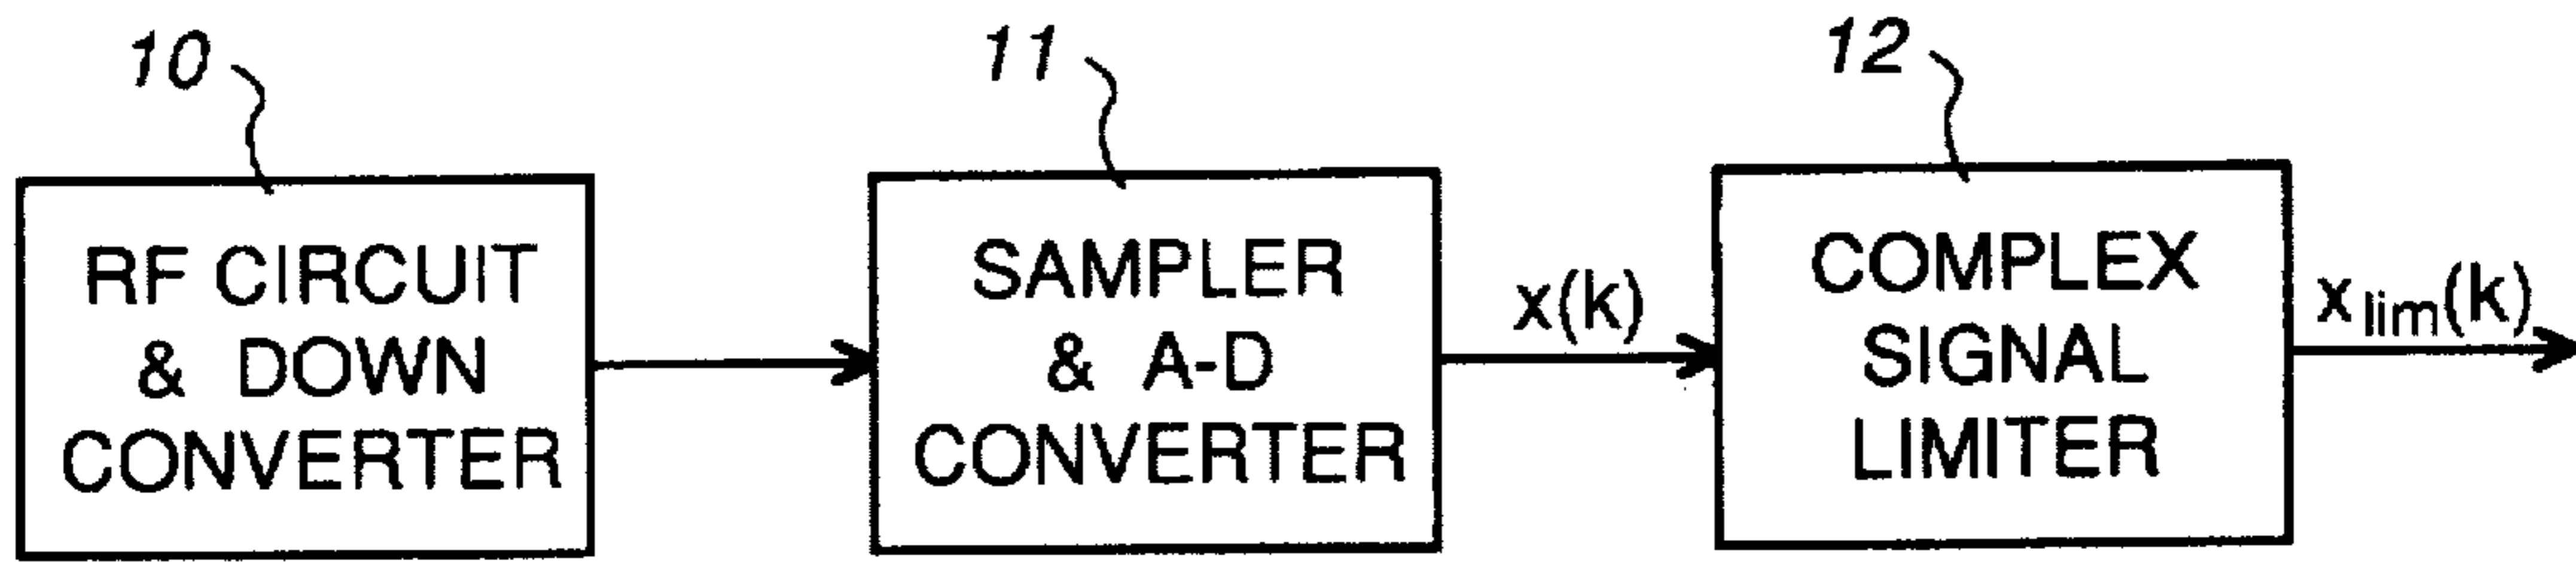 10
11
12
RF CIRCUIT
& DOWN
CONVERTER
SAMPLER
& A-D
CONVERTER
x(k)
COMPLEX
SIGNAL
LIMITER
x lim(k)